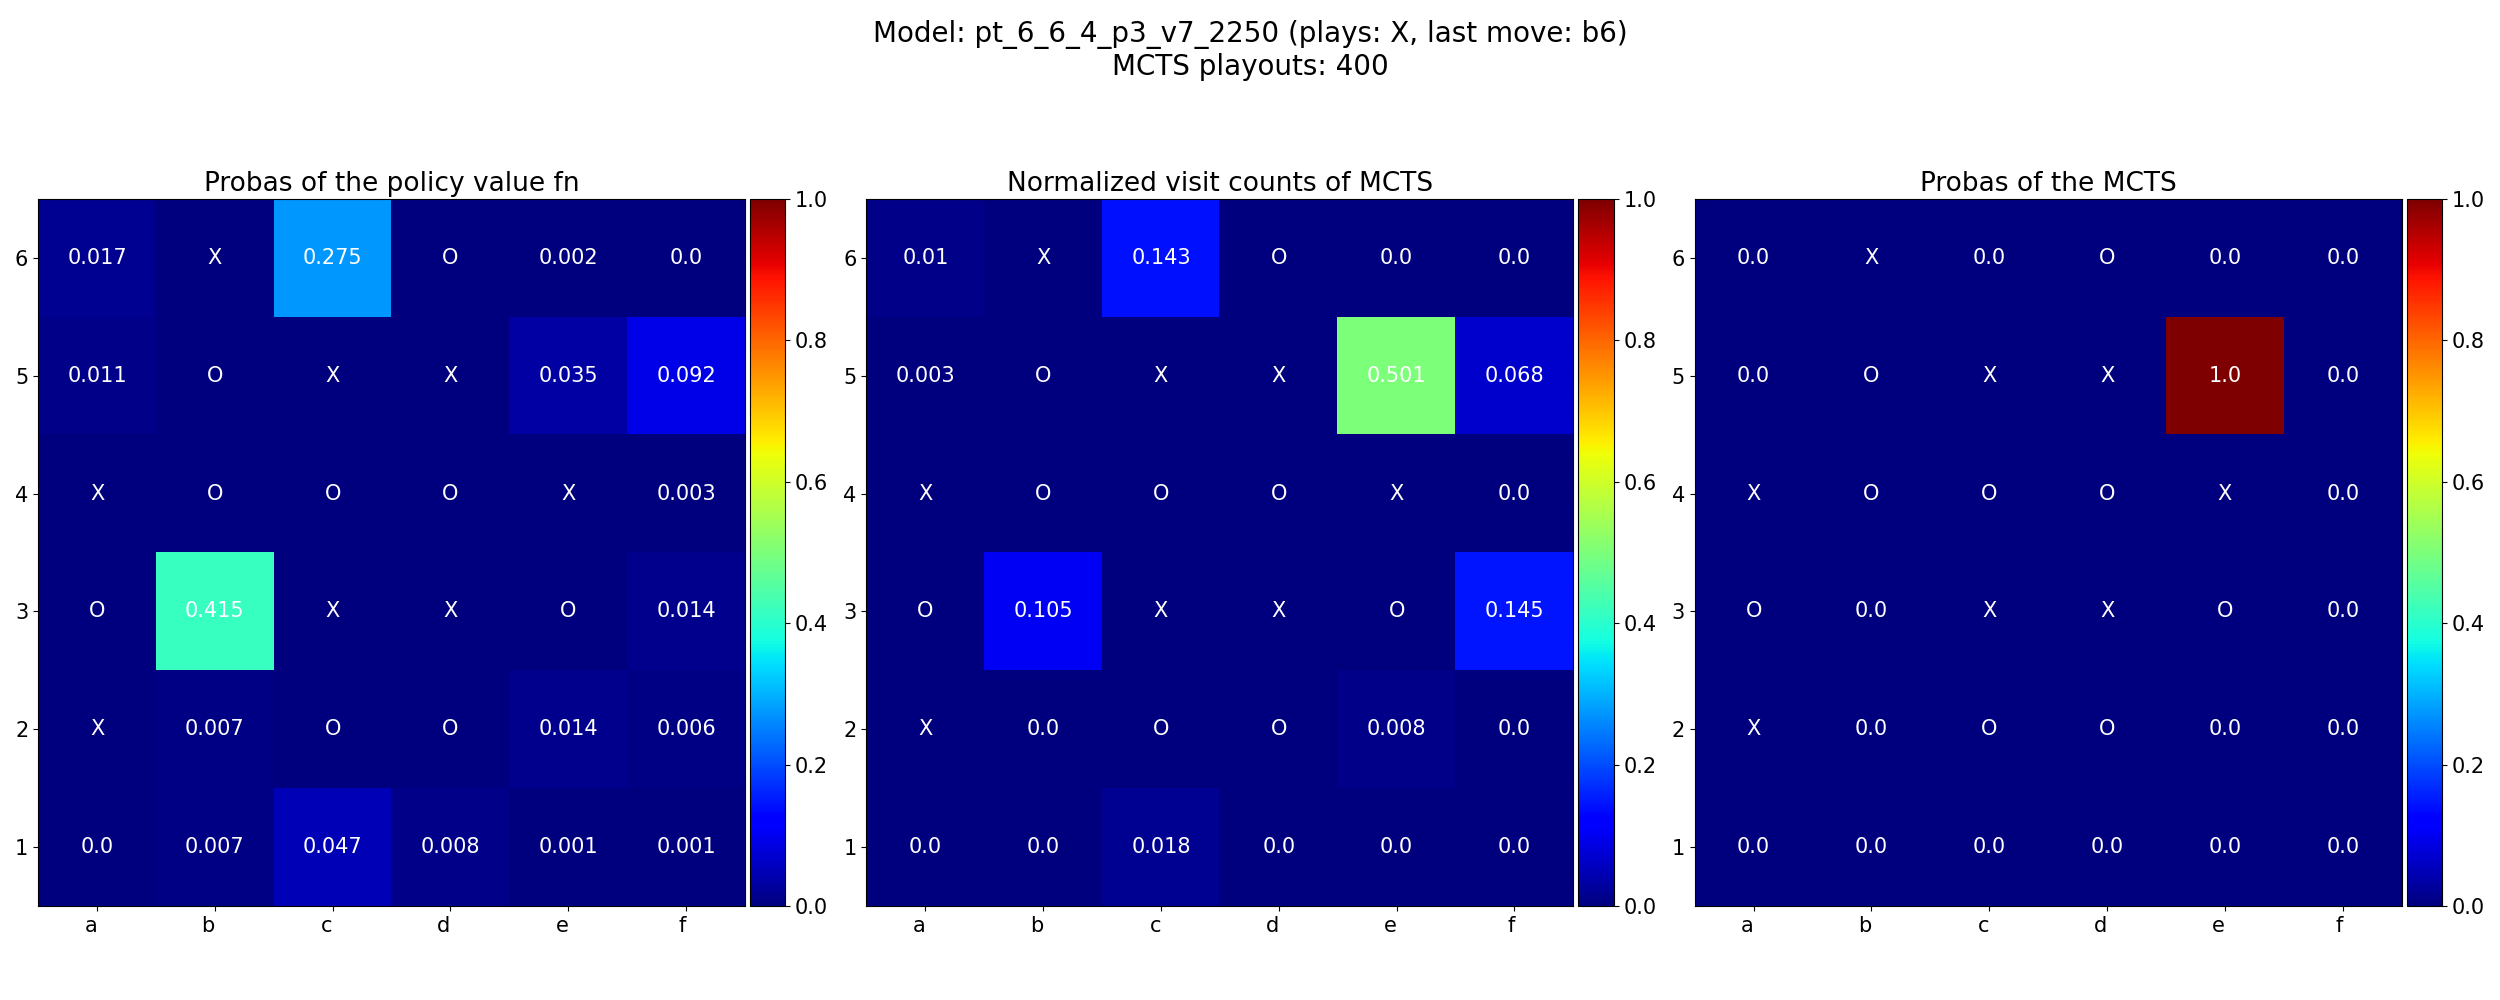 Model: pt_6_6_4_p3_v7_2250 (plays: X, last move: b6)
MCTS playouts: 400
Probas of the policy value fn
6 0.017 X 0.275 O 0.002 0.0
5 0.011 O X X 0.035 0.092
4 X O O O X 0.003
3 O 0.415 X X O 0.014
2 X 0.007 O O 0.014 0.006
1 0.0 0.007 0.047 0.008 0.001 0.001
a b c d e f
1.0
0.8
0.6
0.4
0.2
0.0
Normalized visit counts of MCTS
6 0.01 X 0.143 O 0.0 0.0
5 0.003 O X X 0.501 0.068
4 X O O O X 0.0
3 O 0.105 X X O 0.145
2 X 0.0 O O 0.008 0.0
1 0.0 0.0 0.018 0.0 0.0 0.0
a b c d e f
1.0
0.8
0.6
0.4
0.2
0.0
Probas of the MCTS
6 0.0 X 0.0 O 0.0 0.0
5 0.0 O X X 1.0 0.0
4 X O O O X 0.0
3 O 0.0 X X O 0.0
2 X 0.0 O O 0.0 0.0
1 0.0 0.0 0.0 0.0 0.0 0.0
a b c d e f
1.0
0.8
0.6
0.4
0.2
0.0